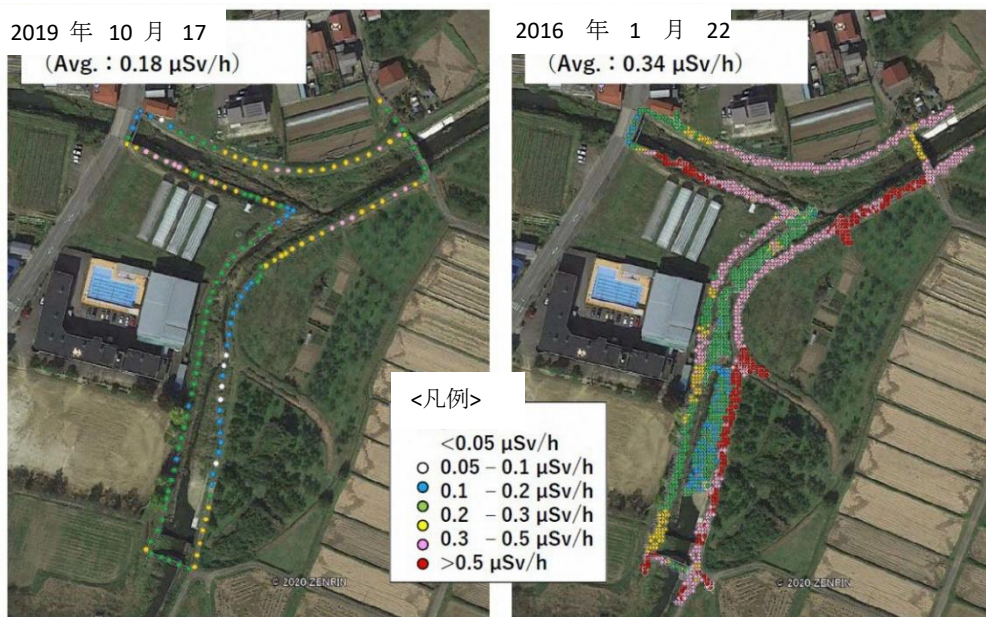 2019 年 10 月 17
(Avg.：0.18 μSv/h)
2016 年 1 月 22
(Avg.：0.34 μSv/h)
<凡例>
<0.05 μSv/h
0.05 – 0.1 μSv/h
0.1 – 0.2 μSv/h
0.2 – 0.3 μSv/h
0.3 – 0.5 μSv/h
>0.5 μSv/h
© 2020 ZENRIN
© 2020 ZENRIN